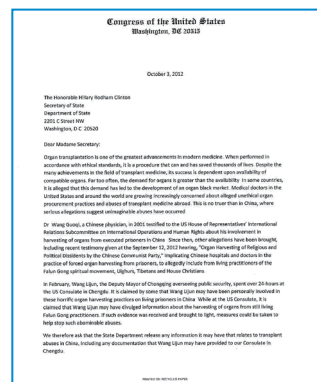 Congress of the United States
Washington, DC 20515
October 3, 2012
The Honorable Hillary Rodham Clinton
Secretary of State
Department of State
2201 C Street NW
Washington, D.C. 20520
Dear Madame Secretary:
Organ transplantation is one of the greatest advancements in modern medicine. When performed in
accordance with ethical standards, it is a procedure that can and has saved thousands of lives. Despite the
many achievements in the field of transplant medicine, its success is dependent upon availability of
compatible organs. Far too often, the demand for organs is greater than the availability. In some countries,
it is alleged that this demand has led to the development of an organ black market. Medical doctors in the
United States and around the world are growing increasingly concerned about alleged unethical organ
procurement practices and abuses of transplant medicine abroad. This is no truer than in China, where
serious allegations suggest unimaginable abuses have occurred
Dr Wang Guoqi, a Chinese physician, in 2001 testified to the US House of Representatives' International
Relations Subcommittee on International Operations and Human Rights about his involvement in
harvesting of organs from executed prisoners in China Since then, other allegations have been brought,
including recent testimony given at the September 12, 2012 hearing, "Organ Harvesting of Religious and
Political Dissidents by the Chinese Communist Party," implicating Chinese hospitals and doctors in the
practice of forced organ harvesting from prisoners, to allegedly include from living practitioners of the
Falun Gong spiritual movement, Uighurs, Tibetans and House Christians.
In February, Wang Lijun, the Deputy Mayor of Chongqing overseeing public security, spent over 24 hours at
the US Consulate in Chengdu. It is claimed by some that Wang Lijun may have been personally involved in
these horrific organ harvesting practices on living prisoners in China While at the US Consulate, it is
claimed that Wang Lijun may have divulged information about the harvesting of organs from still living
Falun Gong practitioners. If such evidence was received and brought to light, measures could be taken to
help stop such abominable abuses.
We therefore ask that the State Department release any information it may have that relates to transplant
abuses in China, including any documentation that Wang Lijun may have provided to our Consulate in
Chengdu.
PRINTED ON RECYCLED PAPER